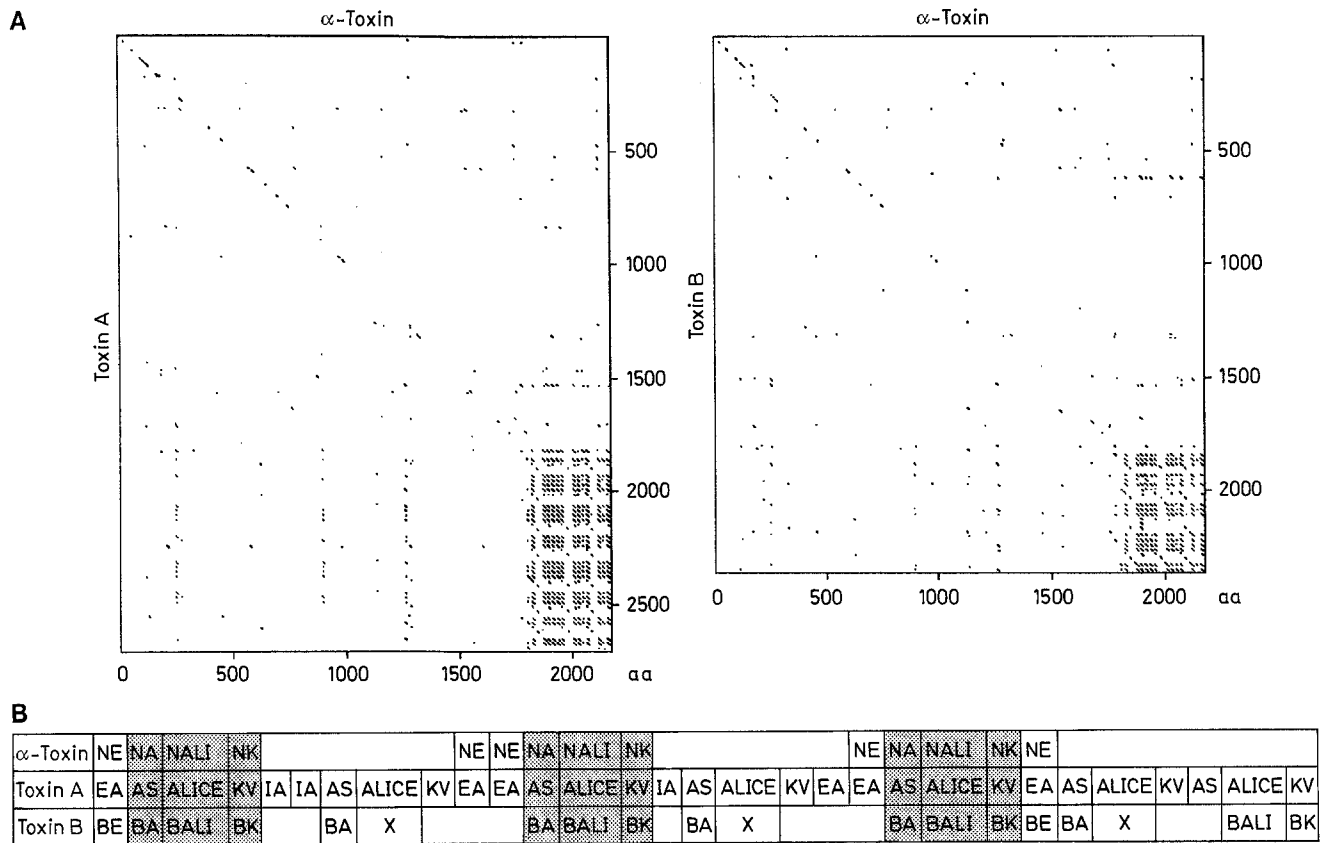 A
α-Toxin
α-Toxin
Toxin A
500
1000
1500
2000
2500
0 500 1000 1500 2000 aa
Toxin B
500
1000
1500
2000
0 500 1000 1500 2000 aa
B
α-Toxin NE NA NALI NK NE NE NA NALI NK NE NA NALI NK NE
Toxin A EA AS ALICE KV IA IA AS ALICE KV EA EA AS ALICE KV IA AS ALICE KV EA EA AS ALICE KV EA AS ALICE KV AS ALICE KV
Toxin B BE BA BALI BK BA X BA BALI BK BA X BA BALI BK BE BA X BALI BK